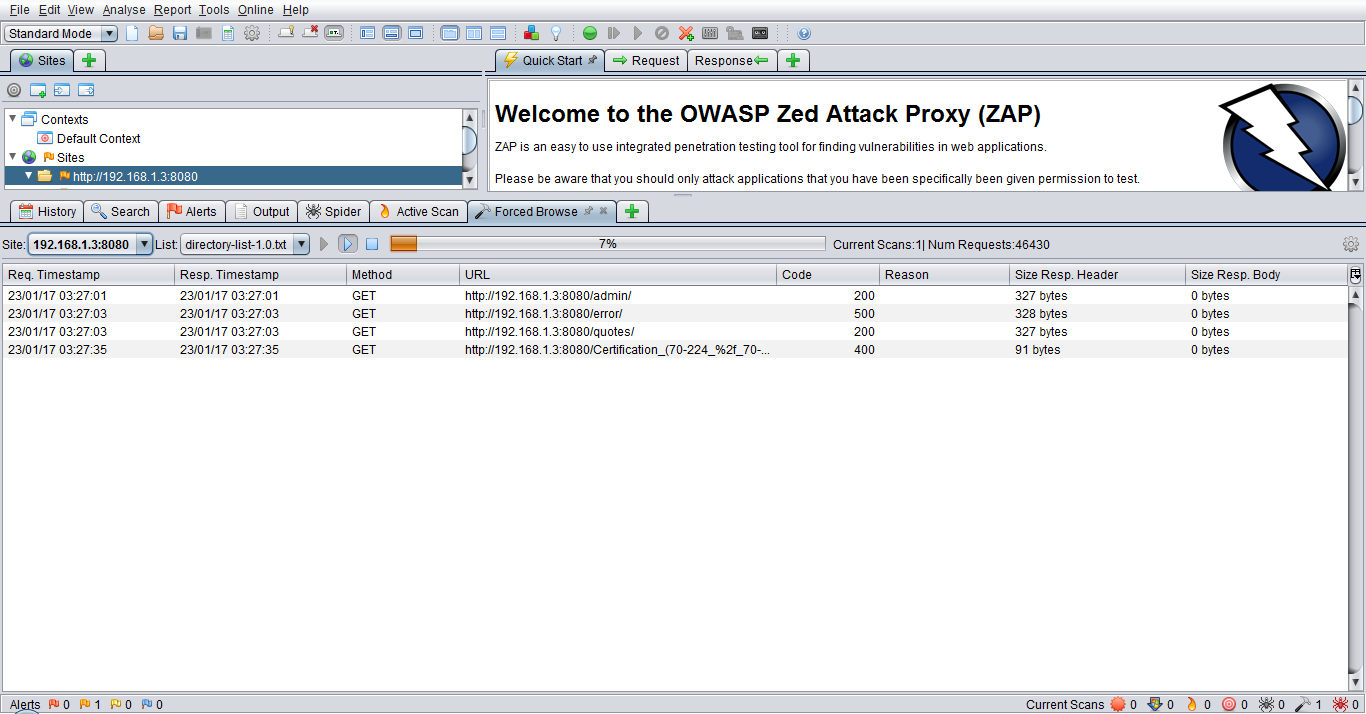 File Edit View Analyse Report Tools Online Help
Standard Mode
Sites
Quick Start Request Response
Contexts
Default Context
Sites
http://192.168.1.3:8080
Welcome to the OWASP Zed Attack Proxy (ZAP)
ZAP is an easy to use integrated penetration testing tool for finding vulnerabilities in web applications.
Please be aware that you should only attack applications that you have been specifically been given permission to test.
History Search Alerts Output Spider Active Scan Forced Browse
Site: 192.168.1.3:8080 List: directory-list-1.0.txt 7% Current Scans:1| Num Requests:46430
Req. Timestamp Resp. Timestamp Method URL Code Reason Size Resp. Header Size Resp. Body
23/01/17 03:27:01 23/01/17 03:27:01 GET http://192.168.1.3:8080/admin/ 200 327 bytes 0 bytes
23/01/17 03:27:03 23/01/17 03:27:03 GET http://192.168.1.3:8080/error/ 500 328 bytes 0 bytes
23/01/17 03:27:03 23/01/17 03:27:03 GET http://192.168.1.3:8080/quotes/ 200 327 bytes 0 bytes
23/01/17 03:27:35 23/01/17 03:27:35 GET http://192.168.1.3:8080/Certification_(70-224_%2f_70-... 400 91 bytes 0 bytes
Alerts 0 1 0 0 Current Scans 0 0 0 0 0 1 0